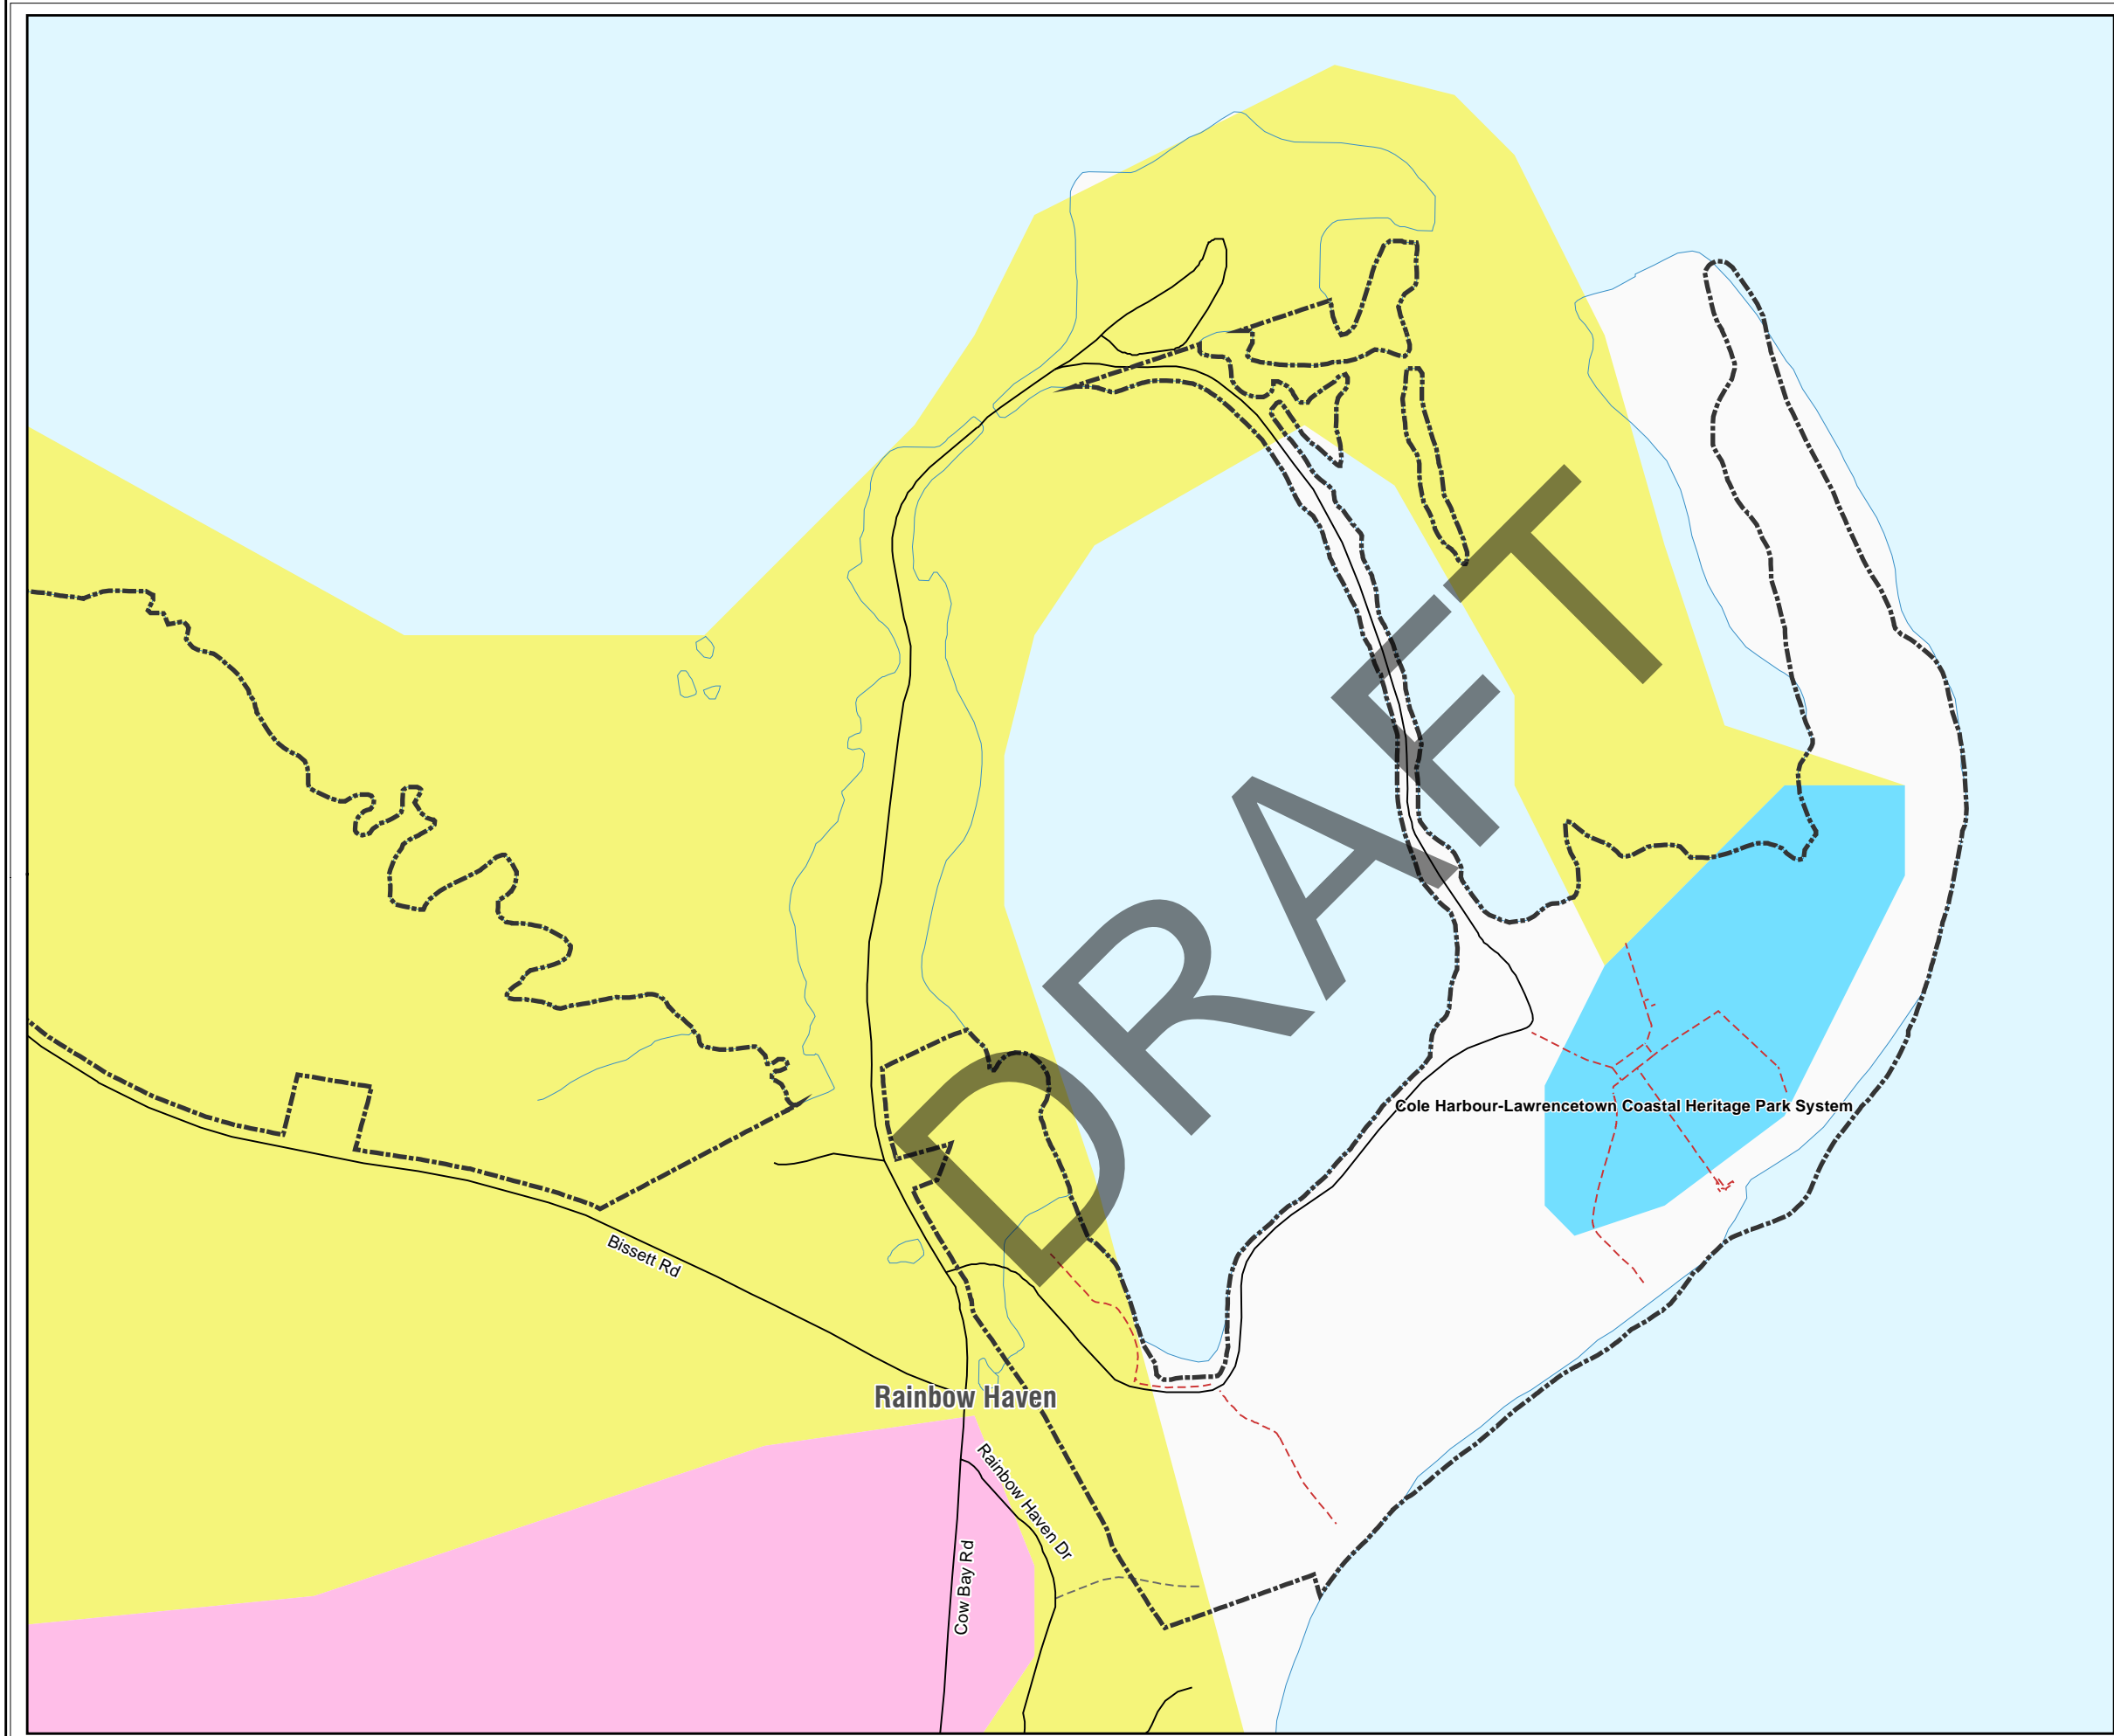 DRAFT
Cole Harbour-Lawrencetown Coastal Heritage Park System
Bissett Rd
Rainbow Haven
Rainbow Haven Dr
Cow Bay Rd